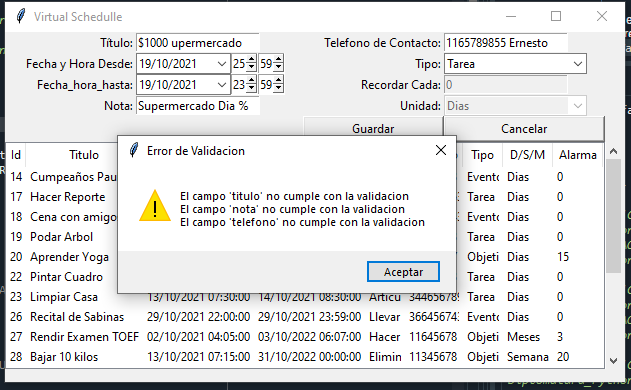 Virtual Schedulle
Título: $1000 upermercado Telefono de Contacto: 1165789855 Ernesto
Fecha y Hora Desde: 19/10/2021 25 59 Tipo: Tarea
Fecha_hora_hasta: 19/10/2021 23 59 Recordar Cada: 0
Nota: Supermercado Dia % Unidad: Dias
Guardar Cancelar
Id Titulo Tipo D/S/M Alarma
14 Cumpeaños Pau Evento Dias 0
17 Hacer Reporte Tarea Dias 0
18 Cena con amigo Evento Dias 0
19 Podar Arbol Tarea Dias 0
20 Aprender Yoga Objeti Dias 15
22 Pintar Cuadro Tarea Dias 0
23 Limpiar Casa 13/10/2021 07:30:00 14/10/2021 08:30:00 Articu 344656789 Tarea Dias 0
26 Recital de Sabinas 29/10/2021 22:00:00 29/10/2021 23:59:00 Llevar 36645743 Evento Dias 0
27 Rendir Examen TOEF 02/10/2021 04:05:00 03/10/2022 06:07:00 Hacer 11645678 Objeti Meses 3
28 Bajar 10 kilos 13/10/2021 07:15:00 31/12/2022 00:00:00 Elimin 11345678 Objeti Semana 20
Error de Validacion
El campo 'titulo' no cumple con la validacion
El campo 'nota' no cumple con la validacion
El campo 'telefono' no cumple con la validacion
Aceptar